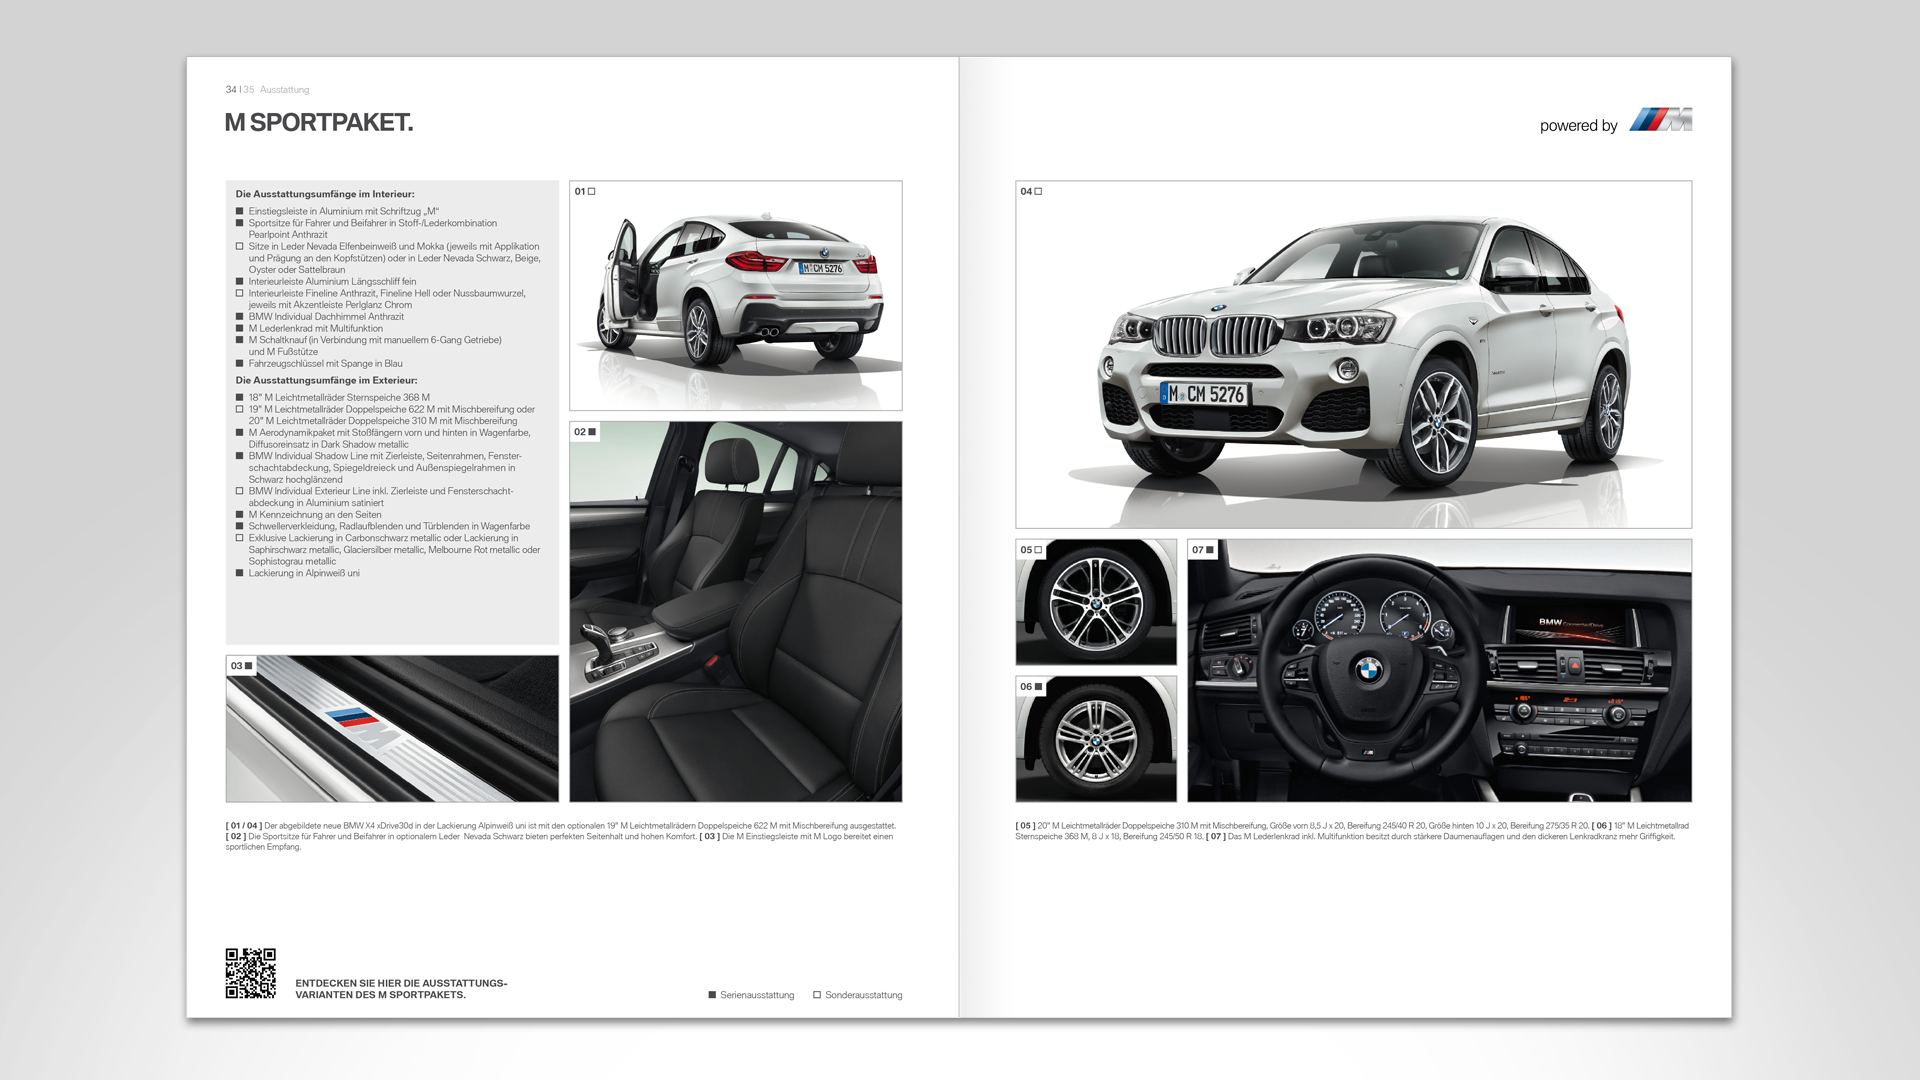 34 | 35 Ausstattung
M SPORTPAKET.
powered by M
Die Ausstattungsumfänge im Interieur:
■ Einstiegsleiste in Aluminium mit Schriftzug „M“
■ Sportsitze für Fahrer und Beifahrer in Stoff-/Lederkombination
Pearlpoint Anthrazit
□ Sitze in Leder Nevada Elfenbeinweiß und Mokka (jeweils mit Applikation
und Prägung an den Kopfstützen) oder in Leder Nevada Schwarz, Beige,
Oyster oder Sattelbraun
■ Interieurleiste Aluminium Längsschliff fein
□ Interieurleiste Fineline Anthrazit, Fineline Hell oder Nussbaumwurzel,
jeweils mit Akzentleiste Perlglanz Chrom
■ BMW Individual Dachhimmel Anthrazit
■ M Lederlenkrad mit Multifunktion
■ M Schaltknauf (in Verbindung mit manuellem 6-Gang Getriebe)
und M Fußstütze
■ Fahrzeugschlüssel mit Spange in Blau
Die Ausstattungsumfänge im Exterieur:
■ 18" M Leichtmetallräder Sternspeiche 368 M
□ 19" M Leichtmetallräder Doppelspeiche 622 M mit Mischbereifung oder
20" M Leichtmetallräder Doppelspeiche 310 M mit Mischbereifung
■ M Aerodynamikpaket mit Stoßfängern vorn und hinten in Wagenfarbe,
Diffusoreinsatz in Dark Shadow metallic
■ BMW Individual Shadow Line mit Zierleiste, Seitenrahmen, Fenster-
schachtabdeckung, Spiegeldreieck und Außenspiegelrahmen in
Schwarz hochglänzend
□ BMW Individual Exterieur Line inkl. Zierleiste und Fensterschacht-
abdeckung in Aluminium satiniert
■ M Kennzeichnung an den Seiten
■ Schwellerverkleidung, Radlaufblenden und Türblenden in Wagenfarbe
□ Exklusive Lackierung in Carbonschwarz metallic oder Lackierung in
Saphirschwarz metallic, Glaciersilber metallic, Melbourne Rot metallic oder
Sophistograu metallic
■ Lackierung in Alpinweiß uni
01 □
M CM 5276
02 ■
03 ■
M
[ 01 / 04 ] Der abgebildete neue BMW X4 xDrive30d in der Lackierung Alpinweiß uni ist mit den optionalen 19" M Leichtmetallrädern Doppelspeiche 622 M mit Mischbereifung ausgestattet.
[ 02 ] Die Sportsitze für Fahrer und Beifahrer in optionalem Leder Nevada Schwarz bieten perfekten Seitenhalt und hohen Komfort. [ 03 ] Die M Einstiegsleiste mit M Logo bereitet einen
sportlichen Empfang.
ENTDECKEN SIE HIER DIE AUSSTATTUNGS-
VARIANTEN DES M SPORTPAKETS.
■ Serienausstattung □ Sonderausstattung
04 □
M CM 5276
05 □
06 ■
07 ■
BMW ConnectedDrive
[ 05 ] 20" M Leichtmetallräder Doppelspeiche 310 M mit Mischbereifung, Größe vorn 8,5 J x 20, Bereifung 245/40 R 20, Größe hinten 10 J x 20, Bereifung 275/35 R 20. [ 06 ] 18" M Leichtmetallrad
Sternspeiche 368 M, 8 J x 18, Bereifung 245/50 R 18. [ 07 ] Das M Lederlenkrad inkl. Multifunktion besitzt durch stärkere Daumenauflagen und den dickeren Lenkradkranz mehr Griffigkeit.